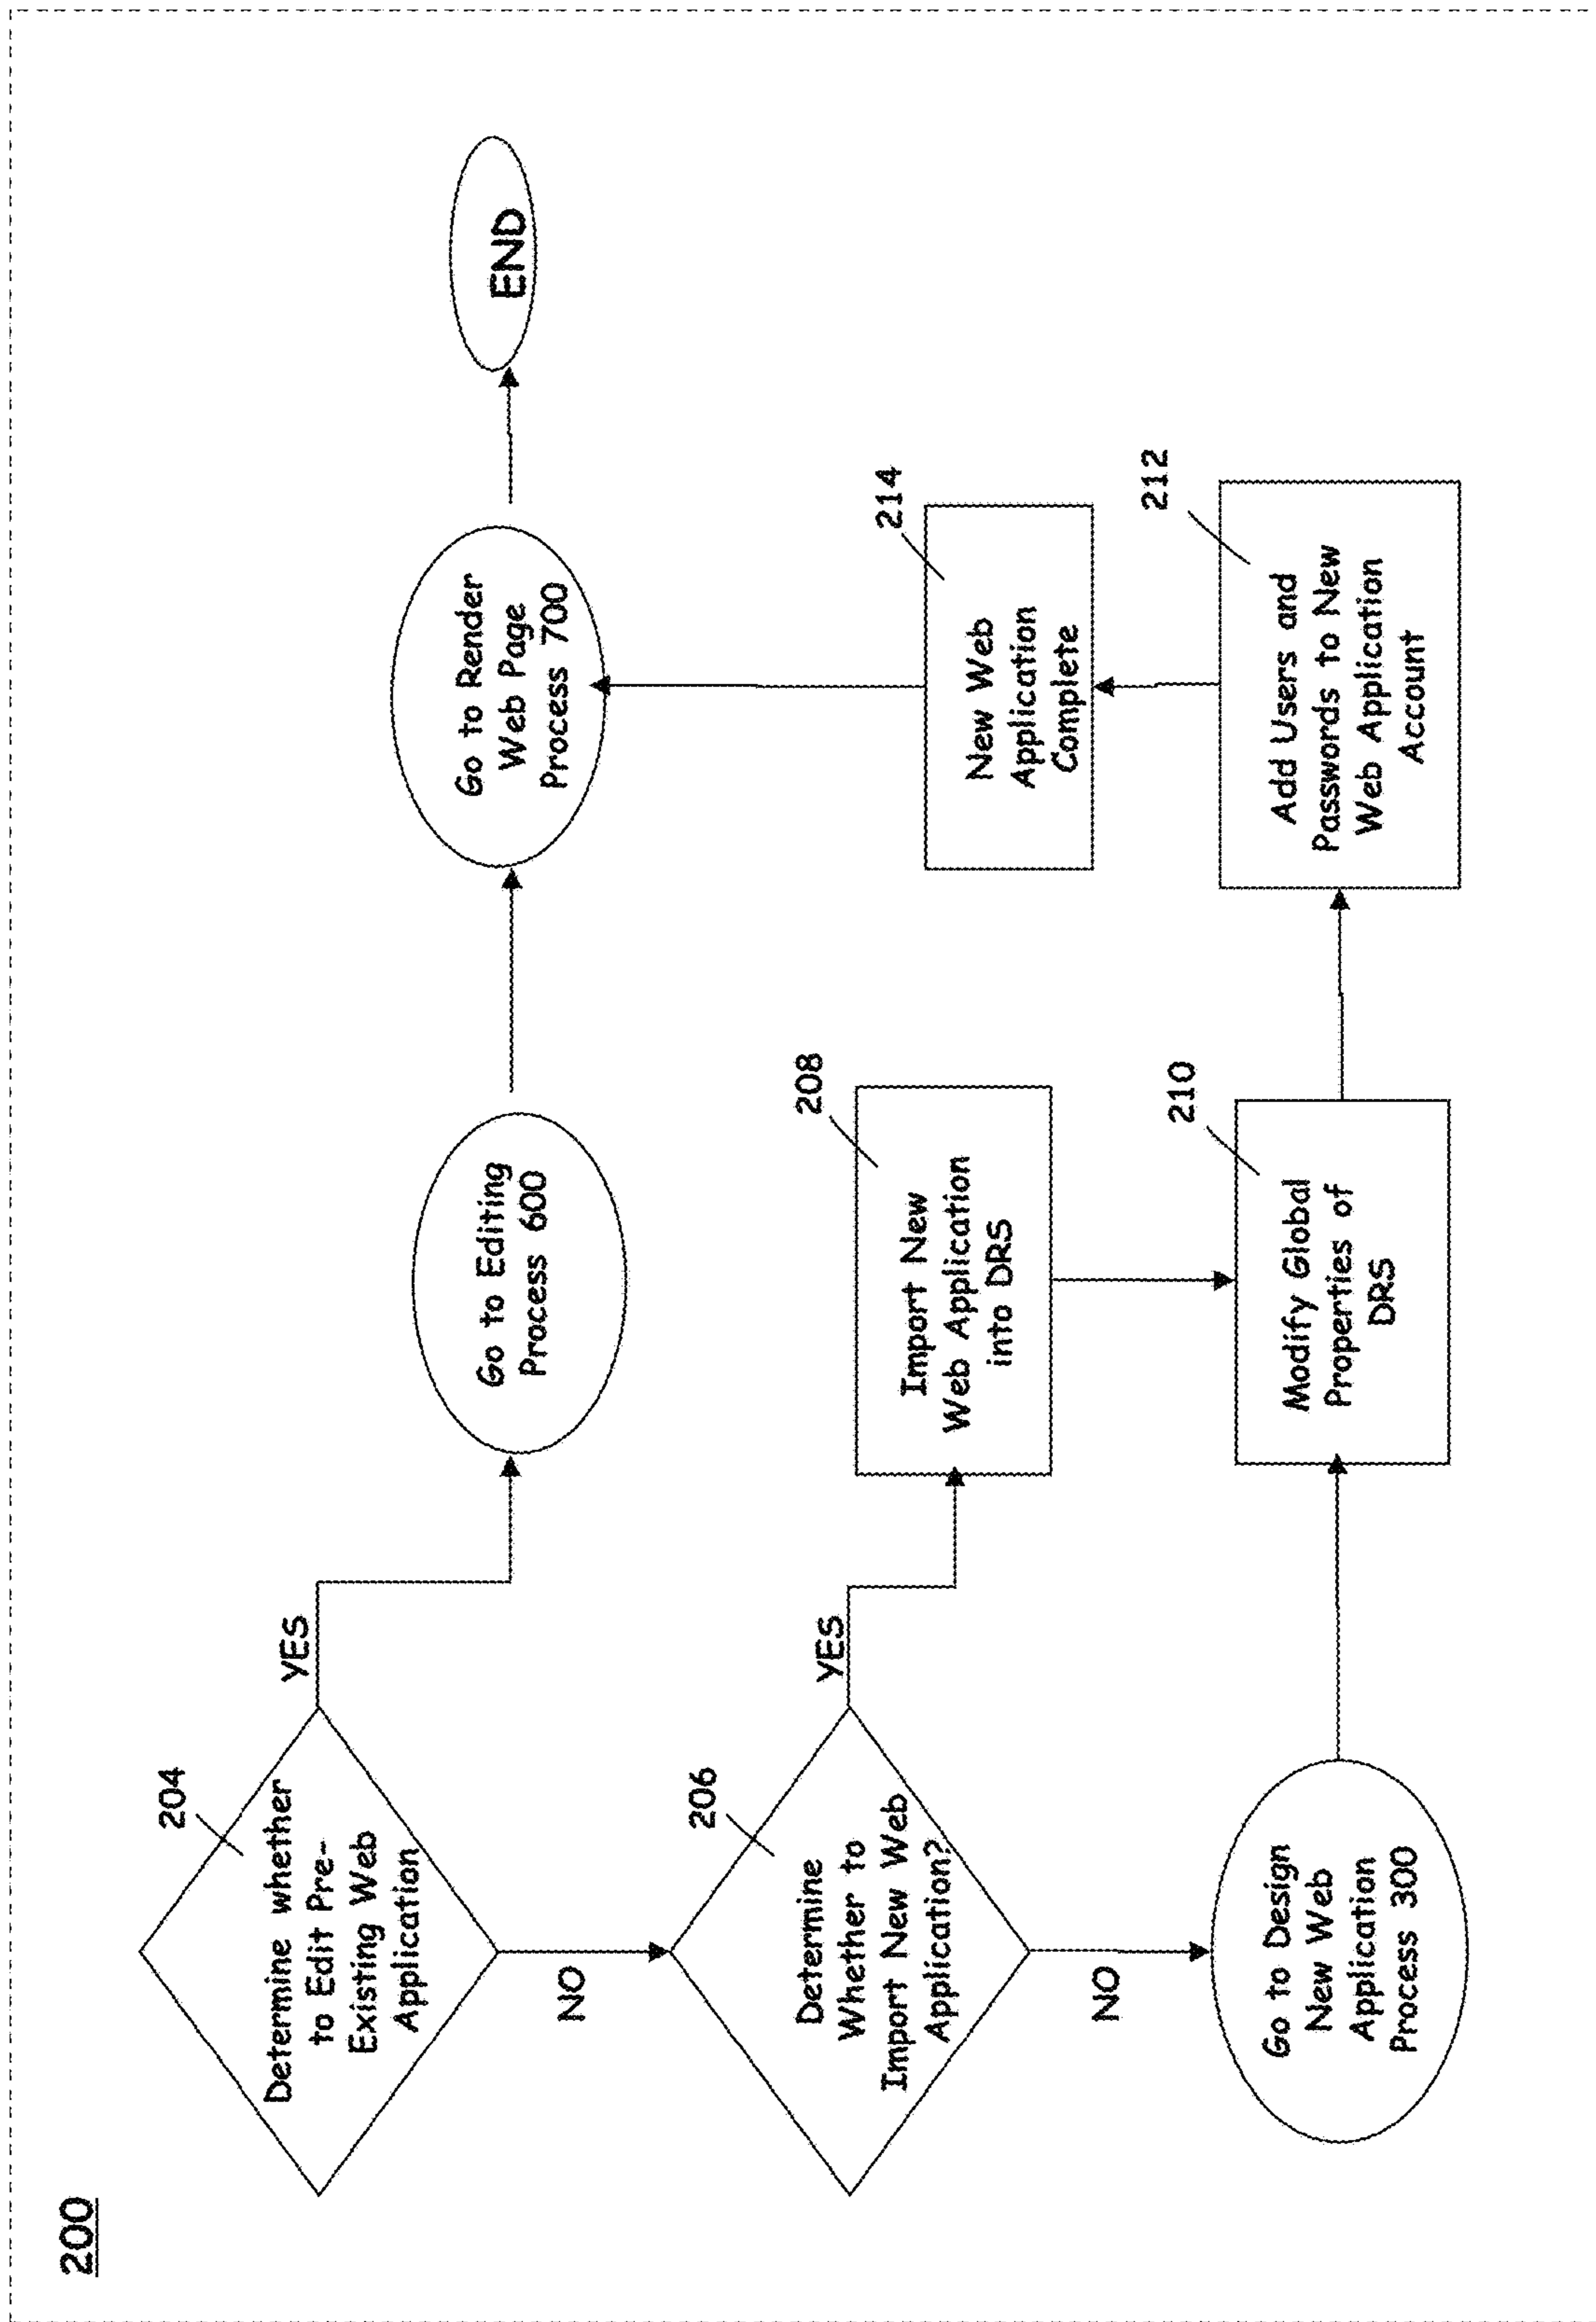 200
204
Determine whether
to Edit Pre-
Existing Web
Application
YES
NO
Go to Editing
Process 600
Go to Render
Web Page
Process 700
END
206
Determine
Whether to
Import New Web
Application?
YES
NO
208
Import New
Web Application
into DRS
214
New Web
Application
Complete
Go to Design
New Web
Application
Process 300
210
Modify Global
Properties of
DRS
212
Add Users and
Passwords to New
Web Application
Account